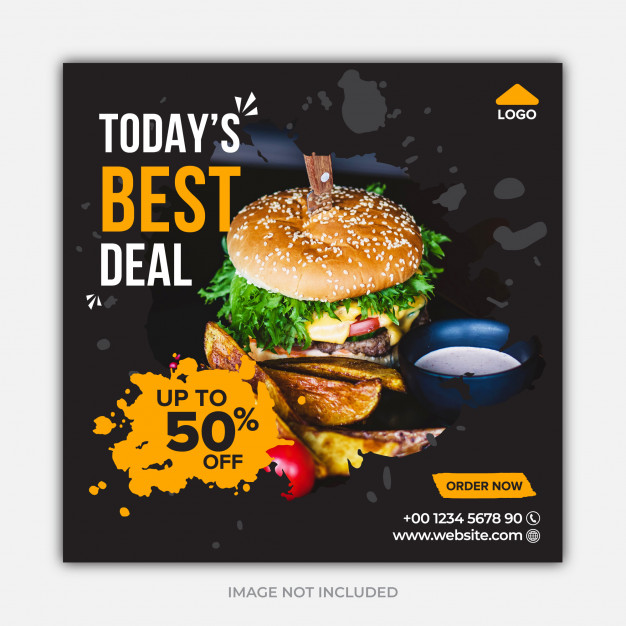 TODAY'S
BEST
DEAL
LOGO
UP TO
50%
OFF
ORDER NOW
+00 1234 5678 90
www.website.com
IMAGE NOT INCLUDED